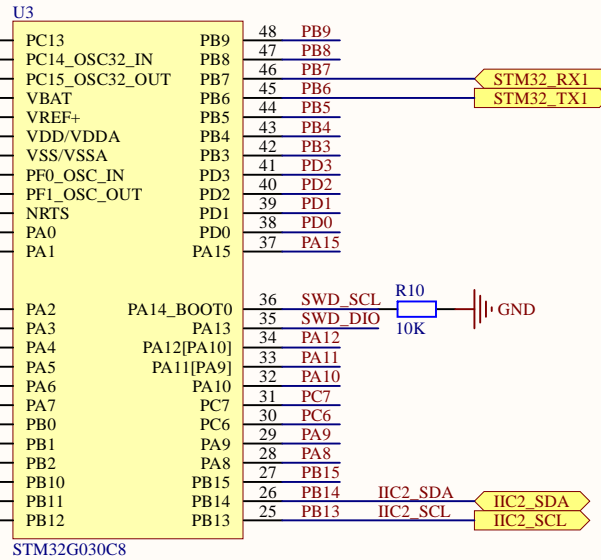 U3
PC13 PB9 48 PB9
PC14_OSC32_IN PB8 47 PB8
PC15_OSC32_OUT PB7 46 PB7 STM32_RX1
VBAT PB6 45 PB6 STM32_TX1
VREF+ PB5 44 PB5
VDD/VDDA PB4 43 PB4
VSS/VSSA PB3 42 PB3
PF0_OSC_IN PD3 41 PD3
PF1_OSC_OUT PD2 40 PD2
NRTS PD1 39 PD1
PA0 PD0 38 PD0
PA1 PA15 37 PA15
R10
PA2 PA14_BOOT0 36 SWD_SCL GND
PA3 PA13 35 SWD_DIO 10K
PA4 PA12[PA10] 34 PA12
PA5 PA11[PA9] 33 PA11
PA6 PA10 32 PA10
PA7 PC7 31 PC7
PB0 PC6 30 PC6
PB1 PA9 29 PA9
PB2 PA8 28 PA8
PB10 PB15 27 PB15
PB11 PB14 26 PB14 IIC2_SDA IIC2_SDA
PB12 PB13 25 PB13 IIC2_SCL IIC2_SCL
STM32G030C8